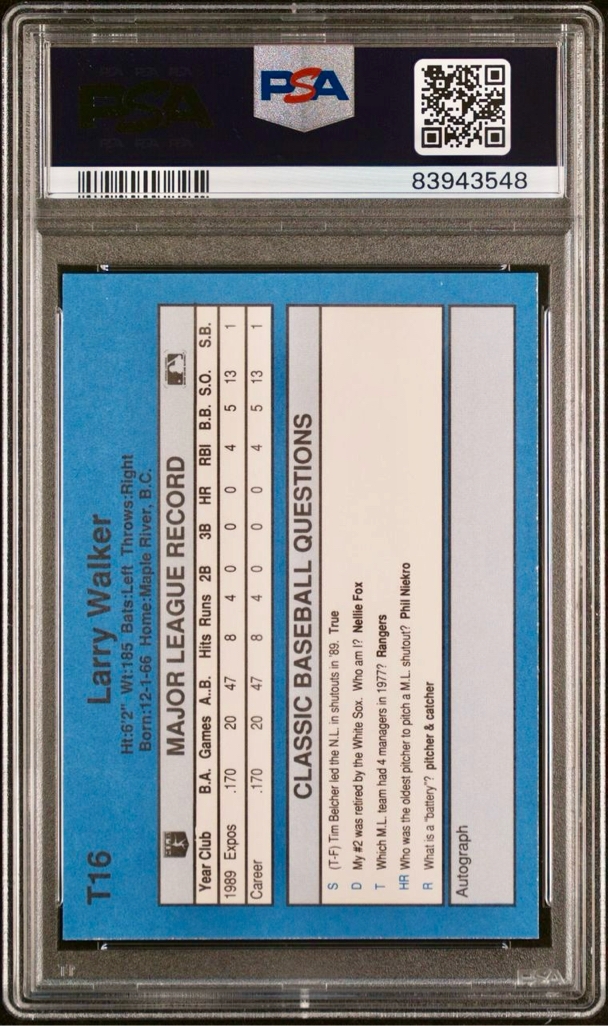 PSA
PSA
83943548
T16
Larry Walker
Ht:6'2" Wt:185 Bats:Left Throws:Right
Born:12-1-66 Home:Maple River, B.C.
MAJOR LEAGUE RECORD
Year Club B.A. Games A..B. Hits Runs 2B 3B HR RBI B.B. S.O. S.B.
1989 Expos .170 20 47 8 4 0 0 0 4 5 13 1
Career .170 20 47 8 4 0 0 0 4 5 13 1
CLASSIC BASEBALL QUESTIONS
S (T-F) Tim Belcher led the N.L. in shutouts in '89. True
D My #2 was retired by the White Sox. Who am I? Nellie Fox
T Which M.L. team had 4 managers in 1977? Rangers
HR Who was the oldest pitcher to pitch a M.L. shutout? Phil Niekro
R What is a "battery"? pitcher & catcher
Autograph
PSA